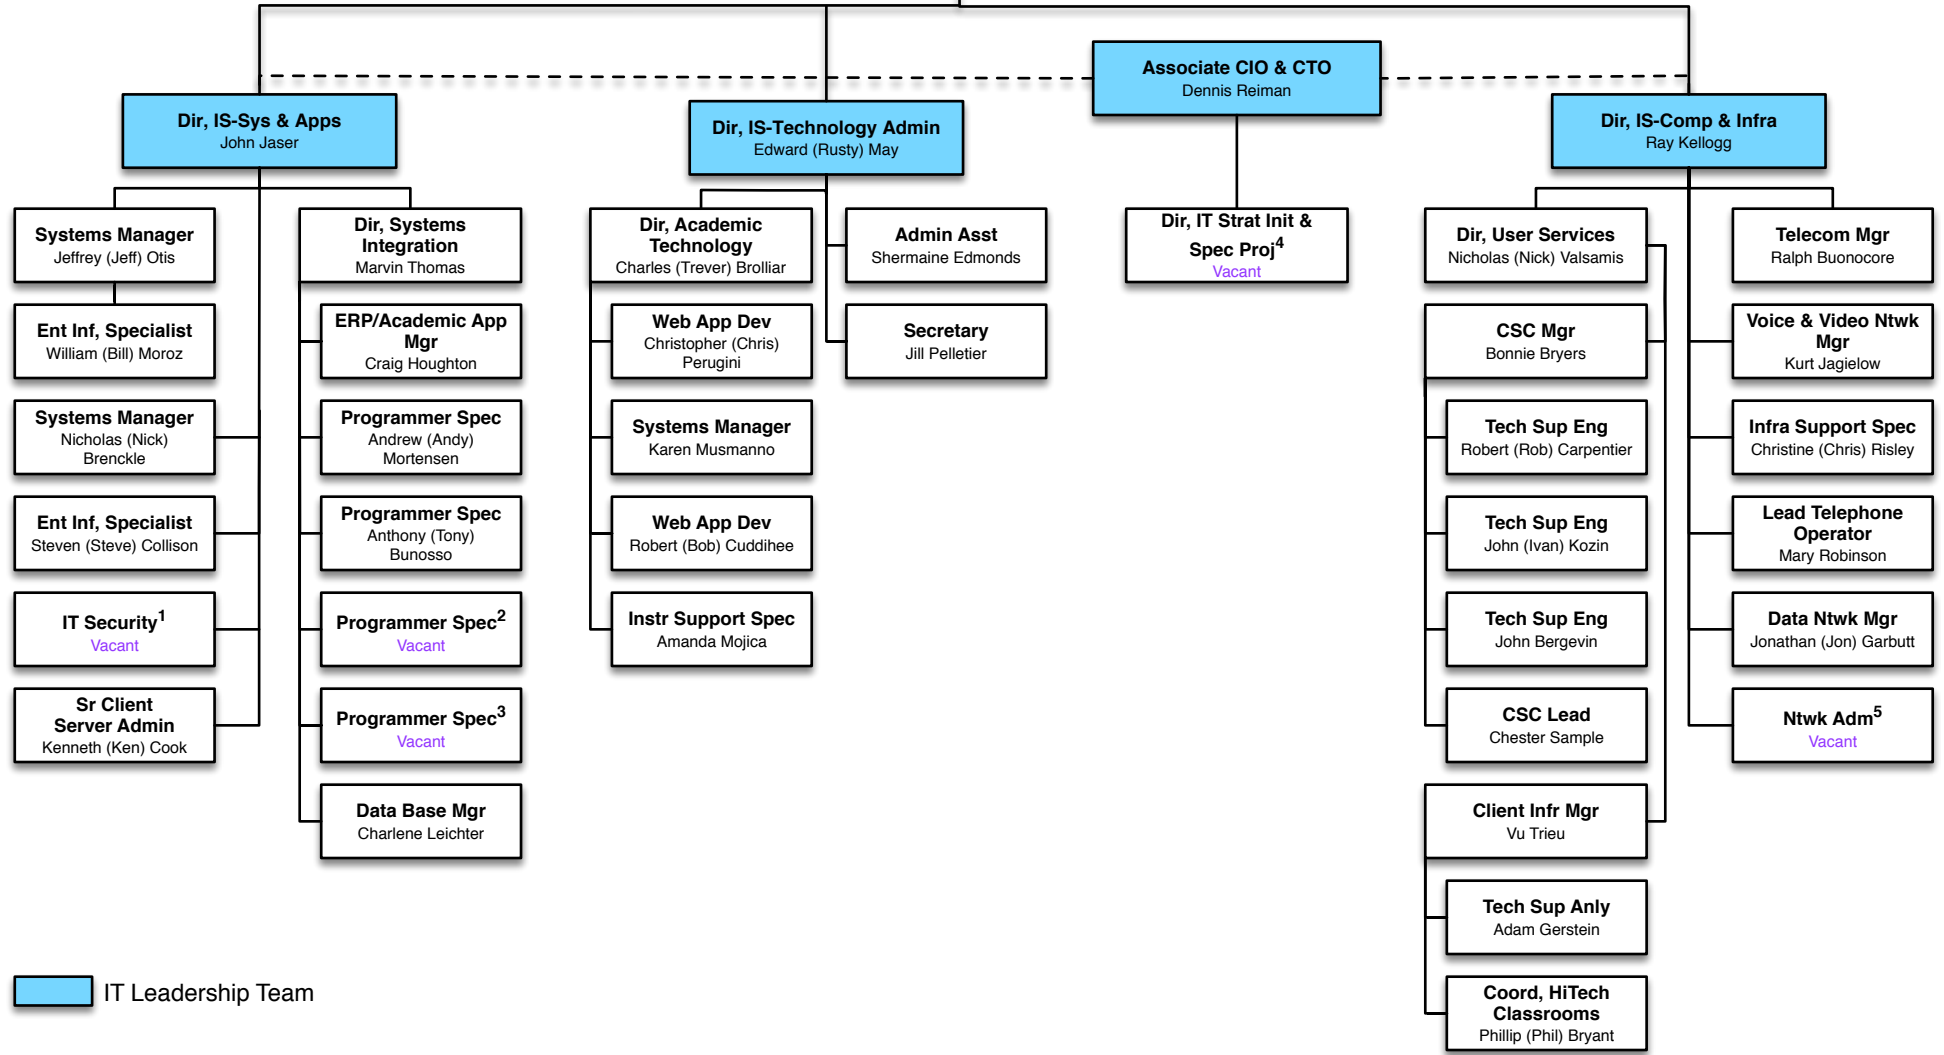 Associate CIO & CTO
Dennis Reiman
Dir, IS-Sys & Apps
John Jaser
Dir, IS-Technology Admin
Edward (Rusty) May
Dir, IS-Comp & Infra
Ray Kellogg
Systems Manager
Jeffrey (Jeff) Otis
Ent Inf, Specialist
William (Bill) Moroz
Systems Manager
Nicholas (Nick)
Brenckle
Ent Inf, Specialist
Steven (Steve) Collison
IT Security1
Vacant
Sr Client
Server Admin
Kenneth (Ken) Cook
Dir, Systems
Integration
Marvin Thomas
ERP/Academic App
Mgr
Craig Houghton
Programmer Spec
Andrew (Andy)
Mortensen
Programmer Spec
Anthony (Tony)
Bunosso
Programmer Spec2
Vacant
Programmer Spec3
Vacant
Data Base Mgr
Charlene Leichter
Dir, Academic
Technology
Charles (Trever) Brolliar
Web App Dev
Christopher (Chris)
Perugini
Systems Manager
Karen Musmanno
Web App Dev
Robert (Bob) Cuddihee
Instr Support Spec
Amanda Mojica
Admin Asst
Shermaine Edmonds
Secretary
Jill Pelletier
Dir, IT Strat Init &
Spec Proj4
Vacant
Dir, User Services
Nicholas (Nick) Valsamis
CSC Mgr
Bonnie Bryers
Tech Sup Eng
Robert (Rob) Carpentier
Tech Sup Eng
John (Ivan) Kozin
Tech Sup Eng
John Bergevin
CSC Lead
Chester Sample
Client Infr Mgr
Vu Trieu
Tech Sup Anly
Adam Gerstein
Coord, HiTech
Classrooms
Phillip (Phil) Bryant
Telecom Mgr
Ralph Buonocore
Voice & Video Ntwk
Mgr
Kurt Jagielow
Infra Support Spec
Christine (Chris) Risley
Lead Telephone
Operator
Mary Robinson
Data Ntwk Mgr
Jonathan (Jon) Garbutt
Ntwk Adm5
Vacant
IT Leadership Team